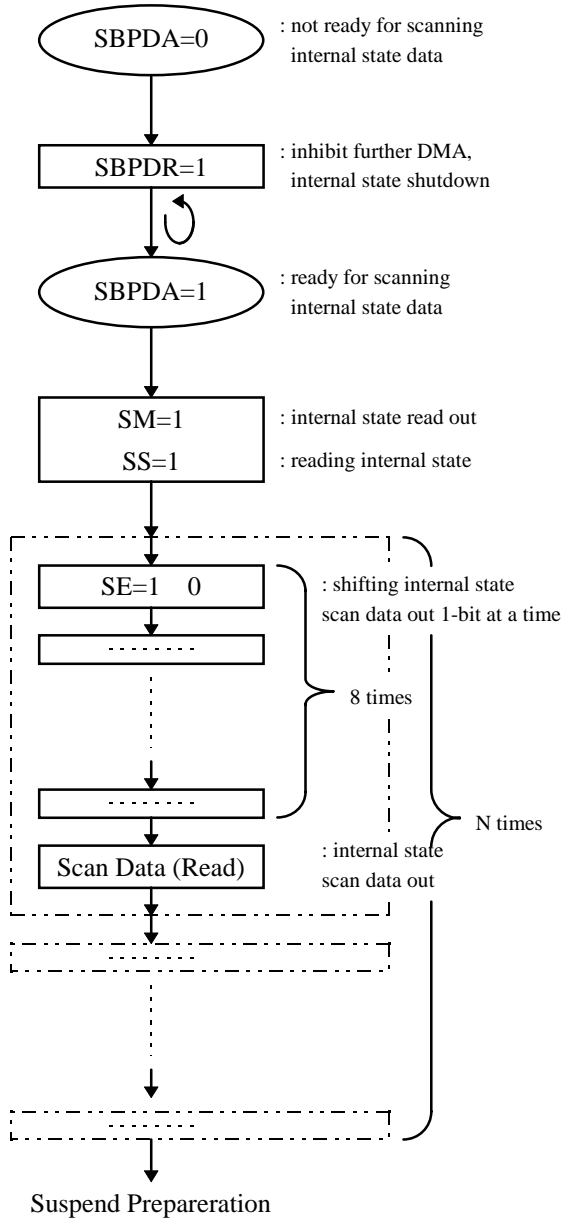 SBPDA=0
: not ready for scanning
internal state data
SBPDR=1
: inhibit further DMA,
internal state shutdown
SBPDA=1
: ready for scanning
internal state data
SM=1
: internal state read out
SS=1
: reading internal state
SE=1 0
: shifting internal state
scan data out 1-bit at a time
8 times
N times
Scan Data (Read)
: internal state
scan data out
Suspend Prepareration